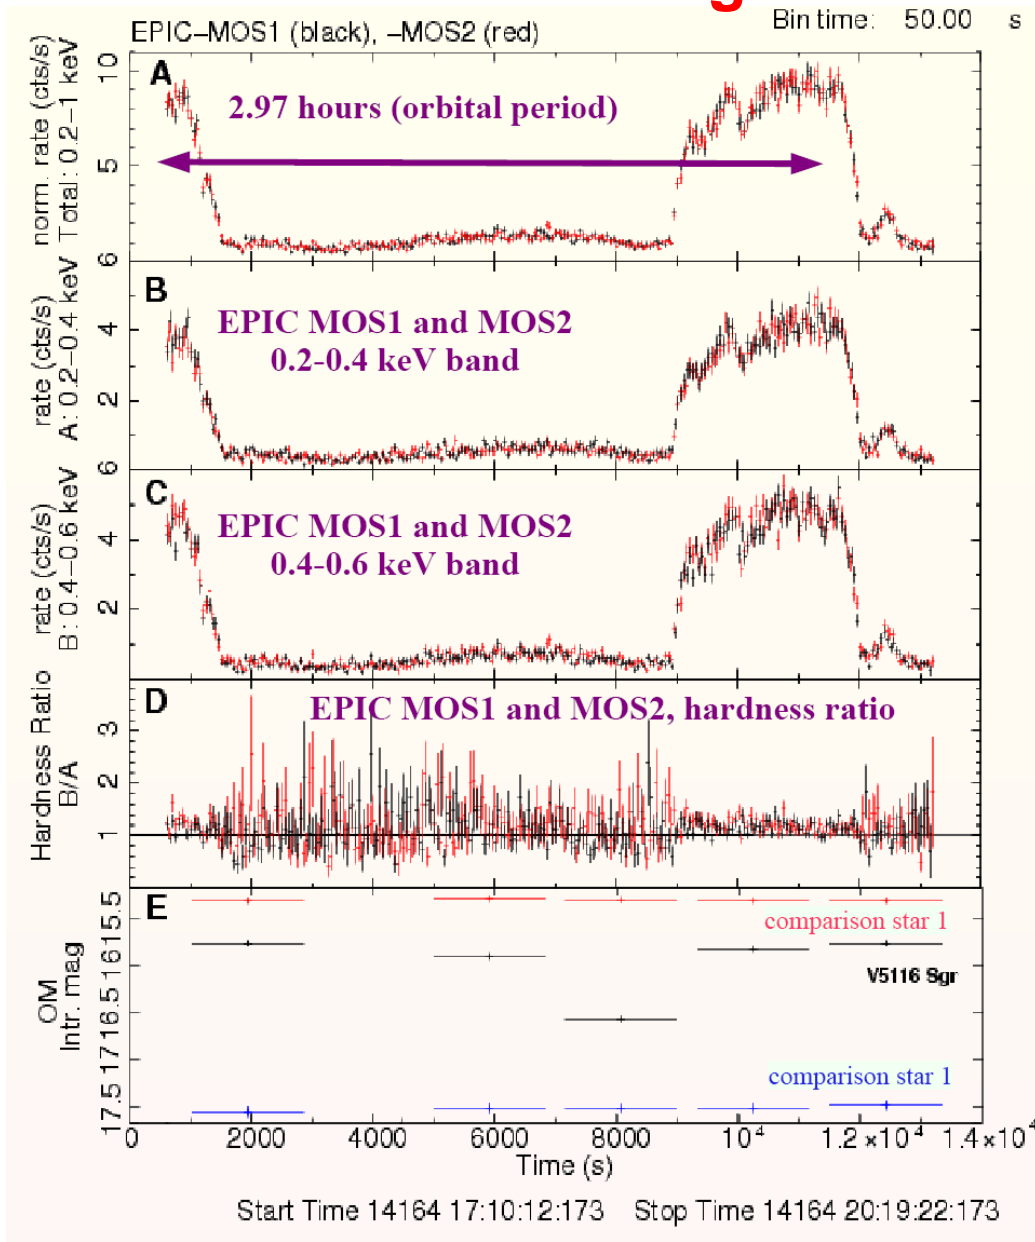 g
Bin time: 50.00 s
EPIC–MOS1 (black), –MOS2 (red)
norm. rate (cts/s)
Total: 0.2–1 keV
10
5
A
2.97 hours (orbital period)
rate (cts/s)
A: 0.2–0.4 keV
6
4
2
B
EPIC MOS1 and MOS2
0.2-0.4 keV band
rate (cts/s)
B: 0.4–0.6 keV
6
4
2
C
EPIC MOS1 and MOS2
0.4-0.6 keV band
Hardness Ratio
B/A
3
2
1
D
EPIC MOS1 and MOS2, hardness ratio
OM
Intr. mag
15.5
16
16.5
17
17.5
E
comparison star 1
V5116 Sgr
comparison star 1
0 2000 4000 6000 8000 10⁴ 1.2×10⁴ 1.4×10⁴
Time (s)
Start Time 14164 17:10:12:173 Stop Time 14164 20:19:22:173